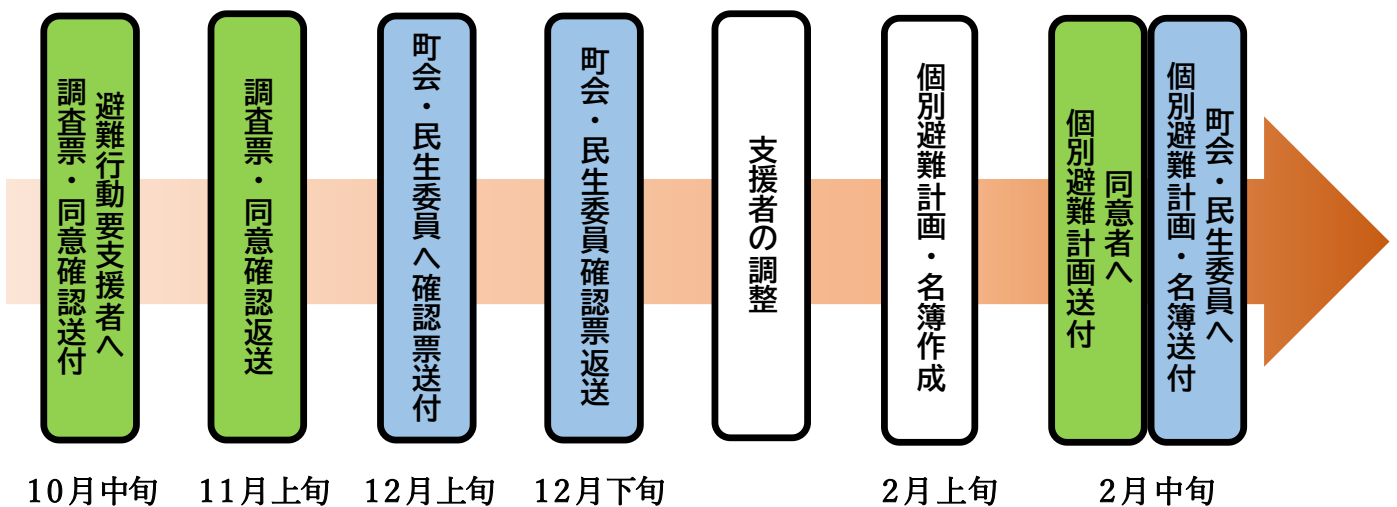 避難行動要支援者へ
調査票・同意確認送付
調査票・同意確認返送
町会・民生委員へ確認票送付
町会・民生委員確認票返送
支援者の調整
個別避難計画・名簿作成
同意者へ
個別避難計画送付
町会・民生委員へ
個別避難計画・名簿送付
10月中旬
11月上旬
12月上旬
12月下旬
2月上旬
2月中旬